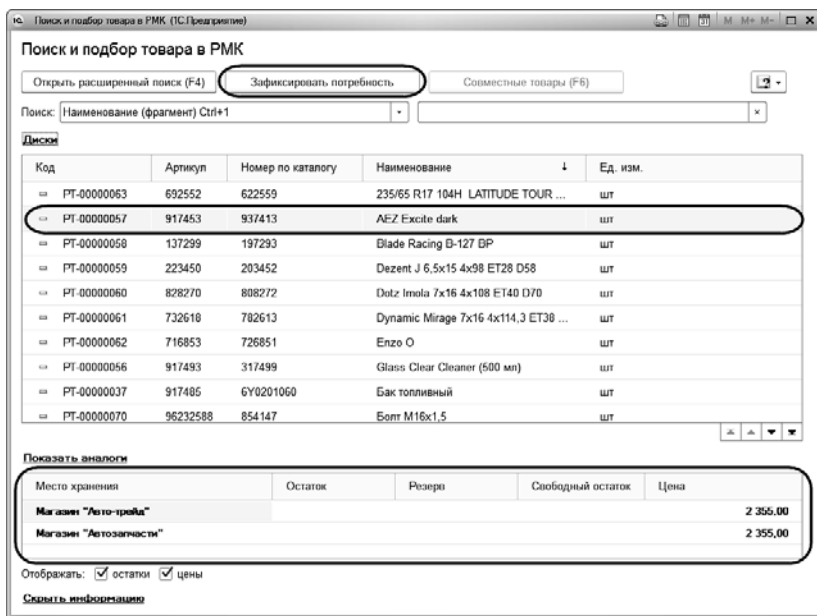 Поиск и подбор товара в РМК (1С:Предприятие) M M+ M-
Поиск и подбор товара в РМК
Открыть расширенный поиск (F4) Зафиксировать потребность Совместные товары (F6)
Поиск: Наименование (фрагмент) Ctrl+1
Диски
Код Артикул Номер по каталогу Наименование ↓ Ед. изм.
РТ-00000063 692552 622559 235/65 R17 104H LATITUDE TOUR ... шт
РТ-00000057 917453 937413 AEZ Excite dark шт
РТ-00000058 137299 197293 Blade Racing B-127 BP шт
РТ-00000059 223450 203452 Dezent J 6,5x15 4x98 ET28 D58 шт
РТ-00000060 828270 808272 Dotz Imola 7x16 4x108 ET40 D70 шт
РТ-00000061 732618 782613 Dynamic Mirage 7x16 4x114,3 ET38 ... шт
РТ-00000062 716853 726851 Enzo O шт
РТ-00000056 917493 317499 Glass Clear Cleaner (500 мл) шт
РТ-00000037 917485 6Y0201060 Бак топливный шт
РТ-00000070 96232588 854147 Болт М16х1,5 шт
Показать аналоги
Место хранения Остаток Резерв Свободный остаток Цена
Магазин "Авто-трейд" 2 355,00
Магазин "Автозапчасти" 2 355,00
Отображать: остатки цены
Скрыть информацию